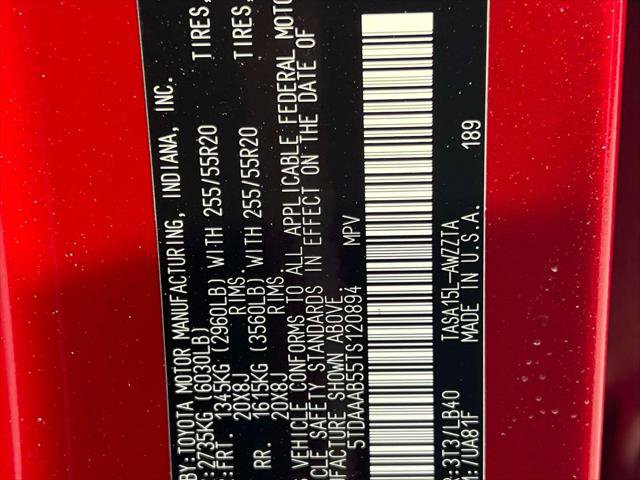 BY:TOYOTA MOTOR MANUFACTURING, INDIANA, INC.
:2735KG (6030LB)
:FRT. 1345KG (2960LB) WITH 255/55R20 TIRES,
20X8J RIMS,
RR. 1615KG (3560LB) WITH 255/55R20 TIRES,
20X8J RIMS,
S VEHICLE CONFORMS TO ALL APPLICABLE FEDERAL MOTO
ICLE SAFETY STANDARDS IN EFFECT ON THE DATE OF
UFACTURE SHOWN ABOVE.
5TDAAAB55TS120894 MPV
189
R:3T3/LB40 TASA15L-AWZZTA
M:/UA81F MADE IN U.S.A.